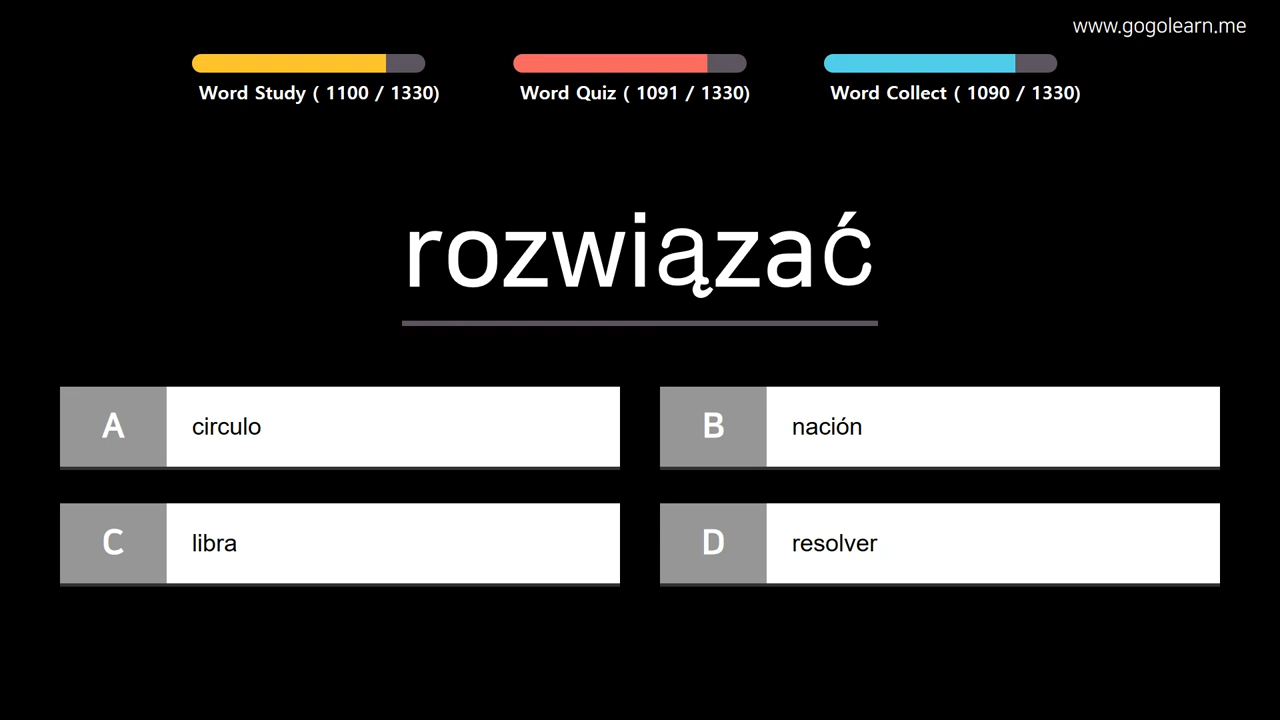 www.gogolearn.me
Word Study ( 1100 / 1330)
Word Quiz ( 1091 / 1330)
Word Collect ( 1090 / 1330)
rozwiązać
A
circulo
B
nación
C
libra
D
resolver